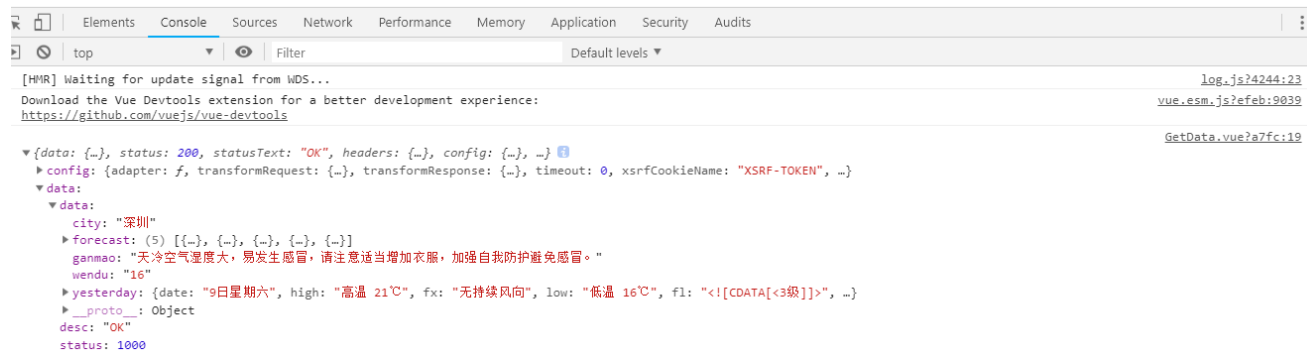 Elements Console Sources Network Performance Memory Application Security Audits
top Filter Default levels
[HMR] Waiting for update signal from WDS... log.js?4244:23
Download the Vue Devtools extension for a better development experience: vue.esm.js?efeb:9039
https://github.com/vuejs/vue-devtools
GetData.vue?a7fc:19
{data: {…}, status: 200, statusText: "OK", headers: {…}, config: {…}, …}
config: {adapter: ƒ, transformRequest: {…}, transformResponse: {…}, timeout: 0, xsrfCookieName: "XSRF-TOKEN", …}
data:
data:
city: "深圳"
forecast: (5) [{…}, {…}, {…}, {…}, {…}]
ganmao: "天冷空气湿度大，易发生感冒，请注意适当增加衣服，加强自我防护避免感冒。"
wendu: "16"
yesterday: {date: "9日星期六", high: "高温 21℃", fx: "无持续风向", low: "低温 16℃", fl: "<![CDATA[<3级]]>", …}
__proto__: Object
desc: "OK"
status: 1000